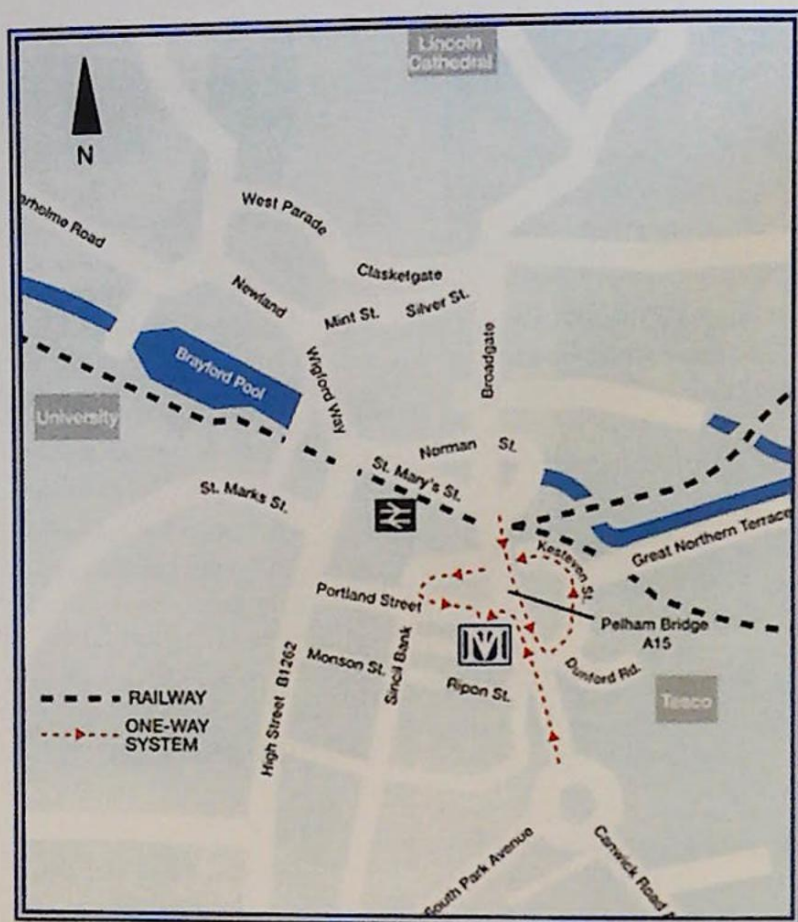 Lincoln
Cathedral
N
West Parade
Road
Clasketgate
Newland
Mint St.
Silver St.
Brayford Pool
Wigford Way
Broadgate
University
Norman St.
St. Mary's St.
St. Marks St.
Great Northern Terrace
Kesteven St.
Portland Street
Pelham Bridge
A15
Monson St.
Sincil Bank
Dunford Rd.
Ripon St.
Tesco
High Street B1262
RAILWAY
ONE-WAY
SYSTEM
South Park Avenue
Canwick Road